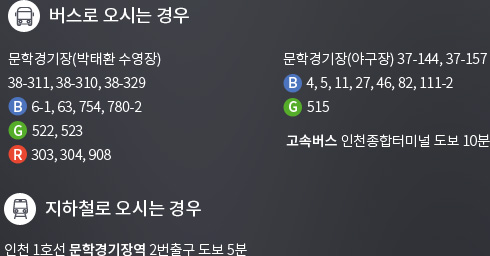 버스로 오시는 경우
문학경기장(박태환 수영장)
38-311, 38-310, 38-329
B 6-1, 63, 754, 780-2
G 522, 523
R 303, 304, 908
문학경기장(야구장) 37-144, 37-157
B 4, 5, 11, 27, 46, 82, 111-2
G 515
고속버스 인천종합터미널 도보 10분
지하철로 오시는 경우
인천 1호선 문학경기장역 2번출구 도보 5분